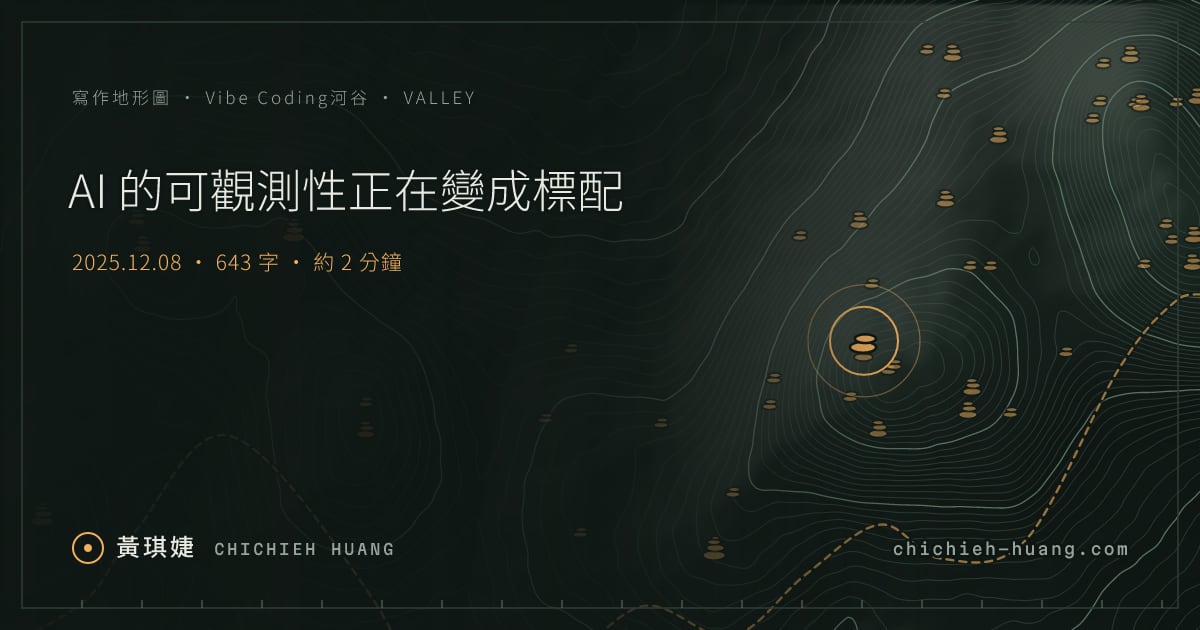 寫作地形圖 · Vibe Coding河谷 · VALLEY
AI 的可觀測性正在變成標配
2025.12.08 · 643 字 · 約 2 分鐘
黃琪婕 CHICHIEH HUANG
chichieh-huang.com